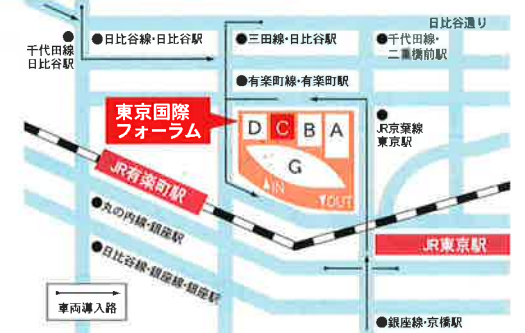 日比谷通り
千代田線
日比谷駅
●日比谷線・日比谷駅
●三田線・日比谷駅
●千代田線・
二重橋前駅
●有楽町線・有楽町駅
東京国際
フォーラム
D
C
B
A
G
IN
OUT
JR京葉線
東京駅
JR有楽町駅
●丸の内線・銀座駅
●日比谷線・銀座線・銀座駅
JR東京駅
車両導入路
●銀座線・京橋駅